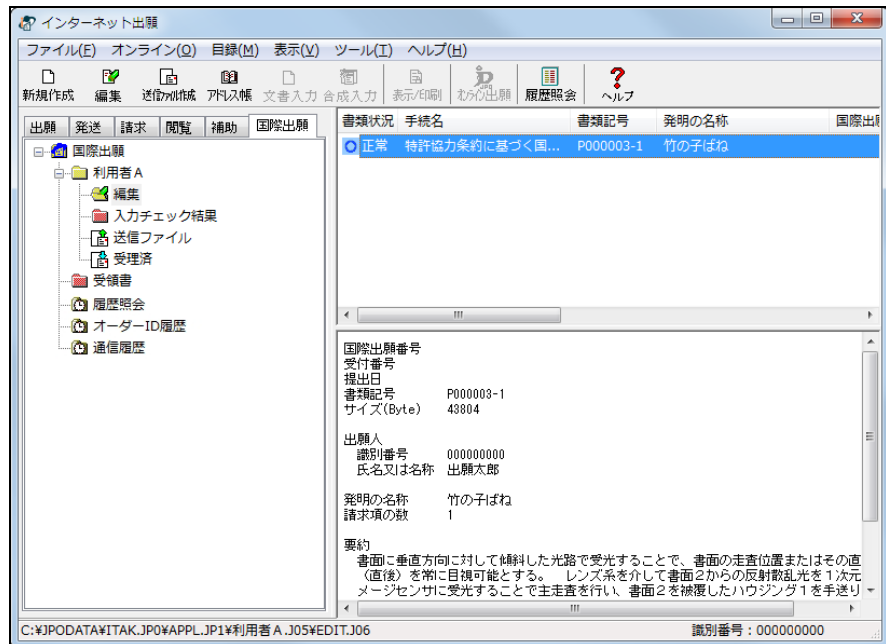 インターネット出願
ファイル(F) オンライン(O) 目録(M) 表示(V) ツール(T) ヘルプ(H)
新規作成 編集 送信ファイル作成 アドレス帳 文書入力 合成入力 表示/印刷 オンライン出願 履歴照会 ヘルプ
出願 発送 請求 閲覧 補助 国際出願
国際出願
利用者A
編集
入力チェック結果
送信ファイル
受理済
受領書
履歴照会
オーダーID履歴
通信履歴
書類状況 手続名 書類記号 発明の名称 国際出願
正常 特許協力条約に基づく国... P000003-1 竹の子ばね
国際出願番号
受付番号
提出日
書類記号 P000003-1
サイズ(Byte) 43804
出願人
識別番号 000000000
氏名又は名称 出願太郎
発明の名称 竹の子ばね
請求項の数 1
要約
書面に垂直方向に対して傾斜した光路で受光することで、書面の走査位置またはその直
(直後)を常に目視可能とする。 レンズ系を介して書面2からの反射散乱光を1次元
メージセンサに受光することで主走査を行い、書面2を被覆したハウジング1を手送り
C:¥JPODATA¥ITAK.JP0¥APPL.JP1¥利用者A.J05¥EDIT.J06 識別番号:000000000